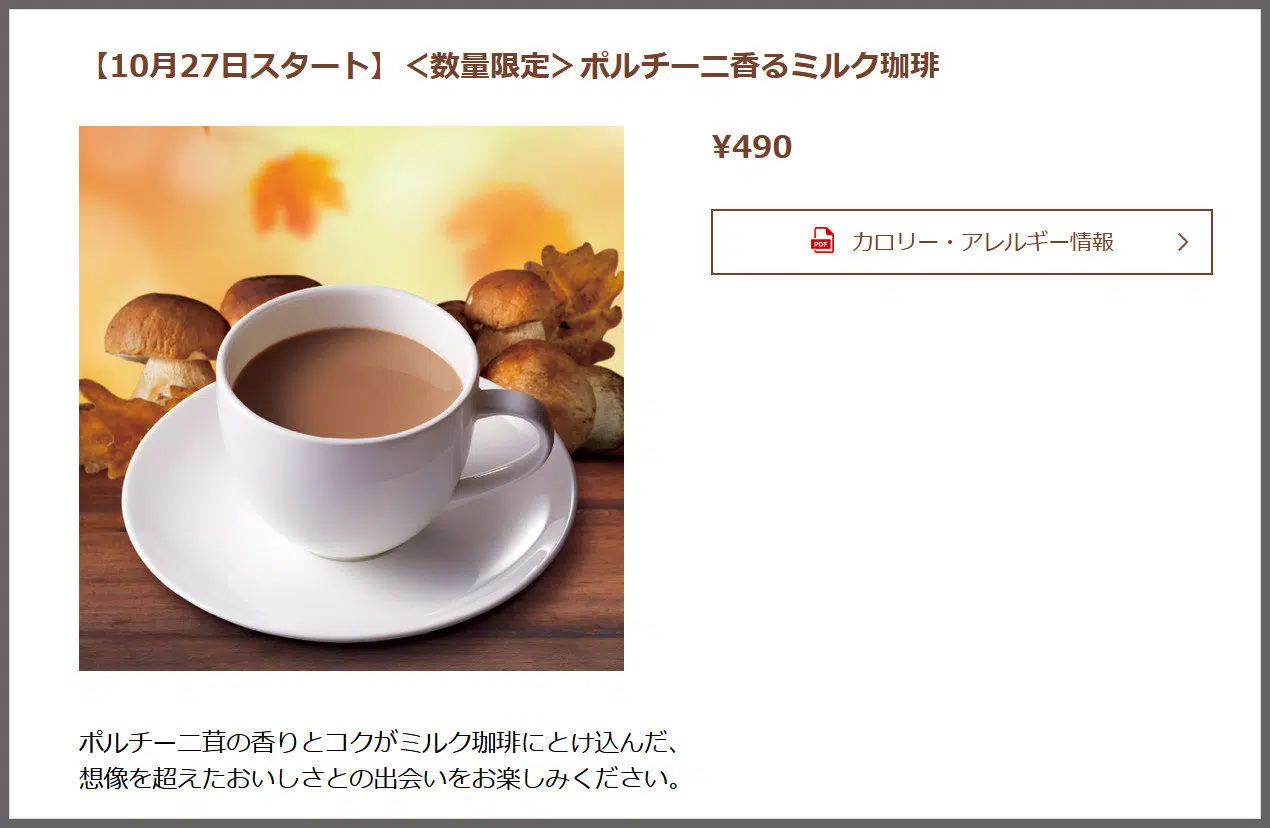 【10月27日スタート】＜数量限定＞ポルチーニ香るミルク珈琲
¥490
PDF カロリー・アレルギー情報
ポルチーニ茸の香りとコクがミルク珈琲にとけ込んだ、
想像を超えたおいしさとの出会いをお楽しみください。